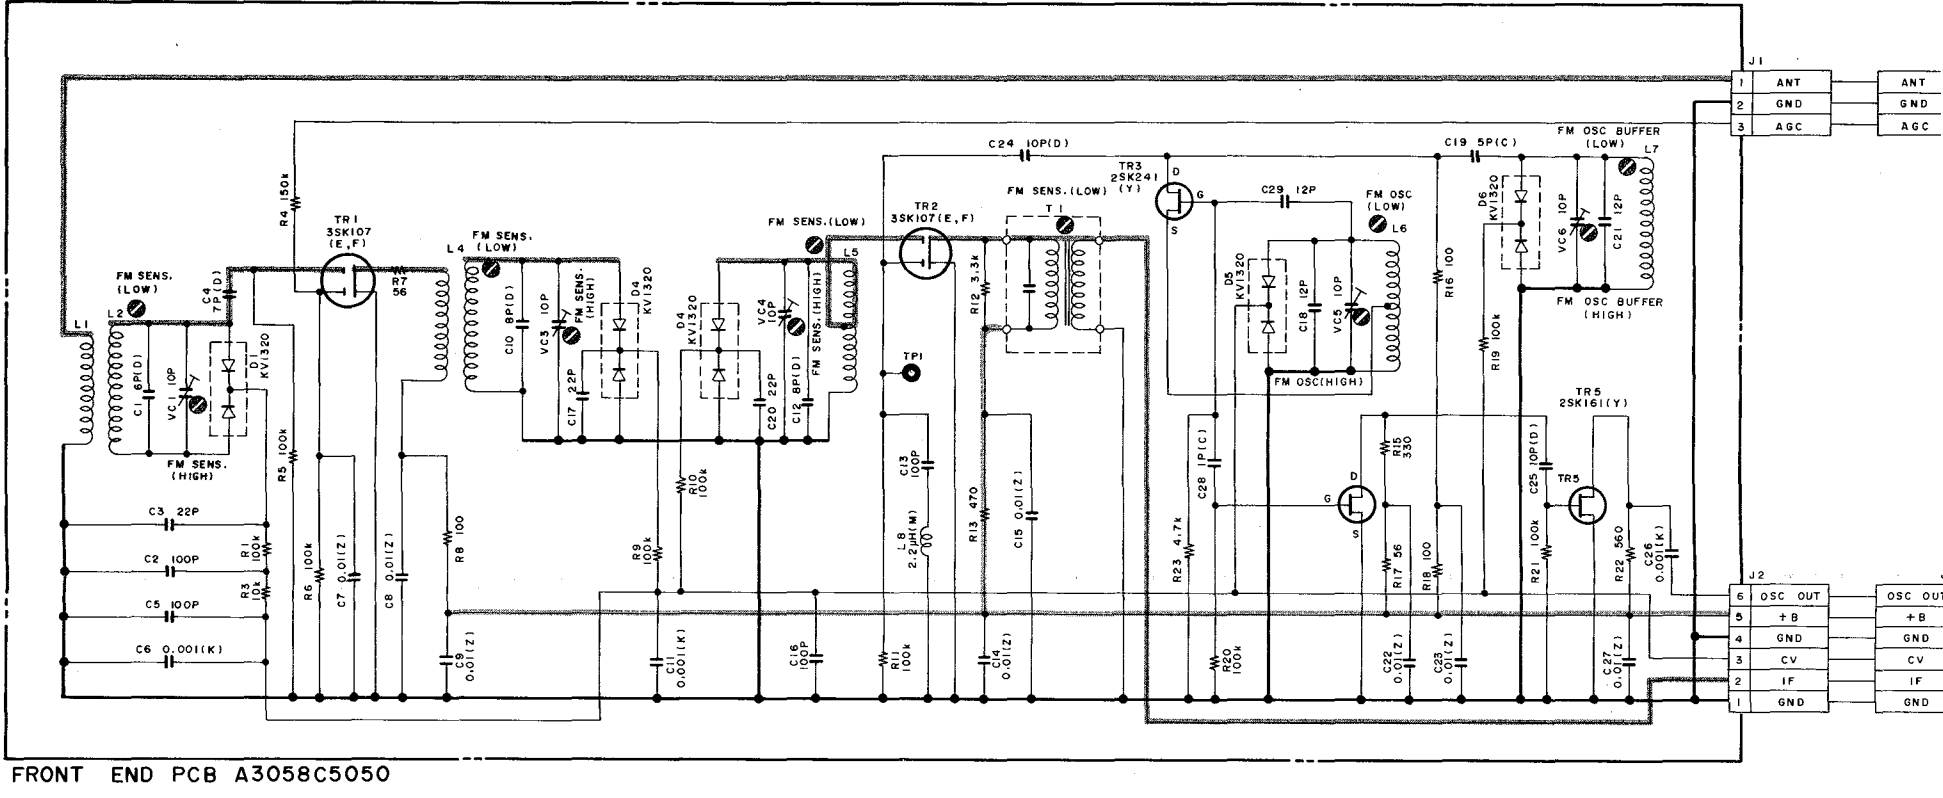 J1
1 ANT ANT
2 GND GND
3 AGC AGC
FM OSC BUFFER
(LOW)
L7
C24 10P(D)
C19 5P(C)
TR3
2SK241
(Y)
D
G
S
C29 12P
FM OSC
(LOW)
L6
D6
KV1320
VC6 10P
C21 12P
FM OSC BUFFER
(HIGH)
R4 150k
TR1
3SK107
(E,F)
R7
56
L4
FM SENS.
(LOW)
FM SENS.(LOW)
TR2
3SK107(E,F)
L5
FM SENS.(LOW)
T1
R12 3.3k
FM SENS.
(LOW)
C4
7P(D)
L1
L2
C1 6P(D)
VC1 10P
D1
KV1320
FM SENS.
(HIGH)
C10 8P(D)
VC3 10P
FM SENS.
(HIGH)
D4
KV1320
C17 22P
D4
KV1320
VC4
10P
FM SENS.(HIGH)
C20 22P
C12 8P(D)
TP1
D5
KV1320
C18 12P
VC5 10P
FM OSC(HIGH)
R16 100
R19 100k
TR5
2SK161(Y)
R5 100k
C3 22P
C2 100P
C5 100P
C6 0.001(K)
R1
100k
R3
10k
R6 100k
C7 0.01(Z)
C8 0.01(Z)
R8 100
R9
100k
R10
100k
C13
100P
L8
2.2μH(M)
R13 470
C15 0.01(Z)
R23 4.7k
C28 1P(C)
D
G
S
R15
330
R17 56
R18 100
C25 10P(D)
TR5
R21 100k
R22 560
C26
0.001(K)
C9
0.01(Z)
C11
0.001(K)
C16
100P
R11
100k
C14
0.01(Z)
R20
100k
C22
0.01(Z)
C23
0.01(Z)
C27
0.01(Z)
J2
6 OSC OUT OSC OUT
5 +B +B
4 GND GND
3 CV CV
2 IF IF
1 GND GND
FRONT END PCB A3058C5050